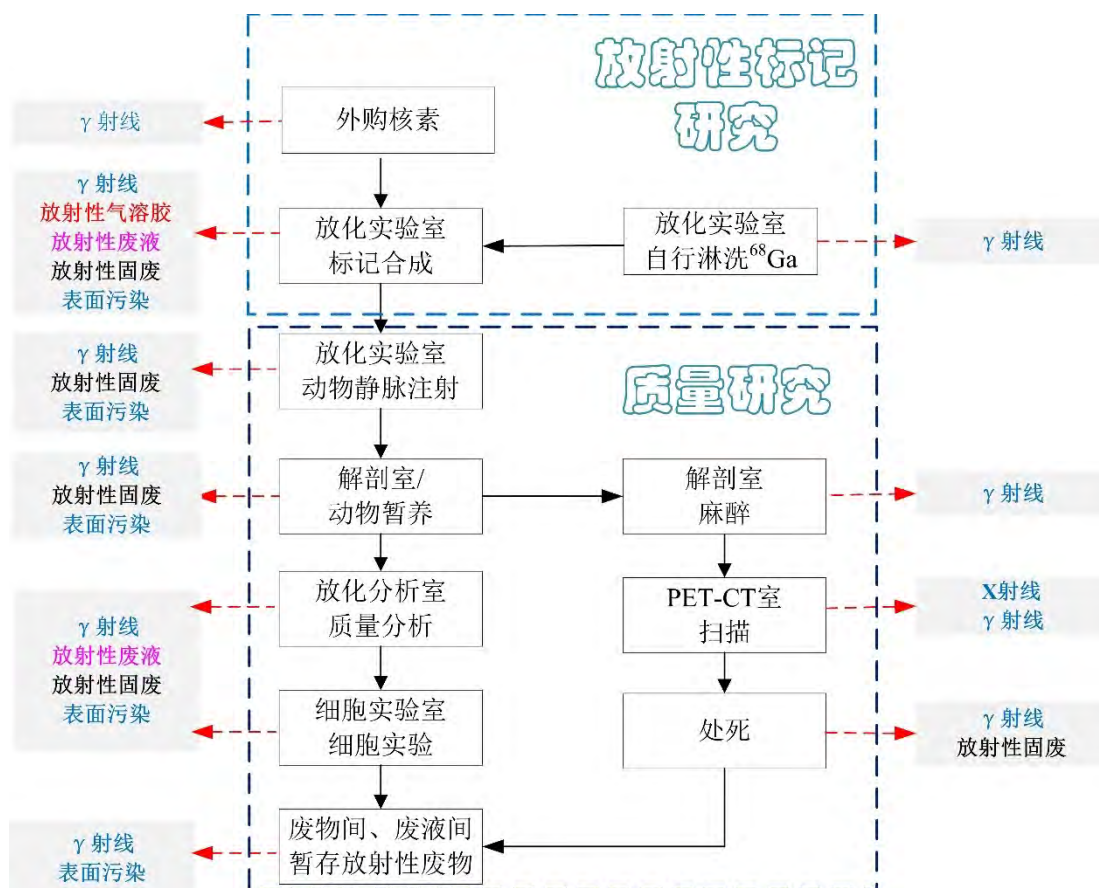 放射性标记
研究
γ 射线
外购核素
γ 射线
放射性气溶胶
放射性废液
放射性固废
表面污染
放化实验室
标记合成
放化实验室
自行淋洗⁶⁸Ga
γ 射线
γ 射线
放射性固废
表面污染
放化实验室
动物静脉注射
质量研究
γ 射线
放射性固废
表面污染
解剖室/
动物暂养
解剖室
麻醉
γ 射线
γ 射线
放射性废液
放射性固废
表面污染
放化分析室
质量分析
PET-CT室
扫描
X射线
γ 射线
细胞实验室
细胞实验
处死
γ 射线
放射性固废
γ 射线
表面污染
废物间、废液间
暂存放射性废物